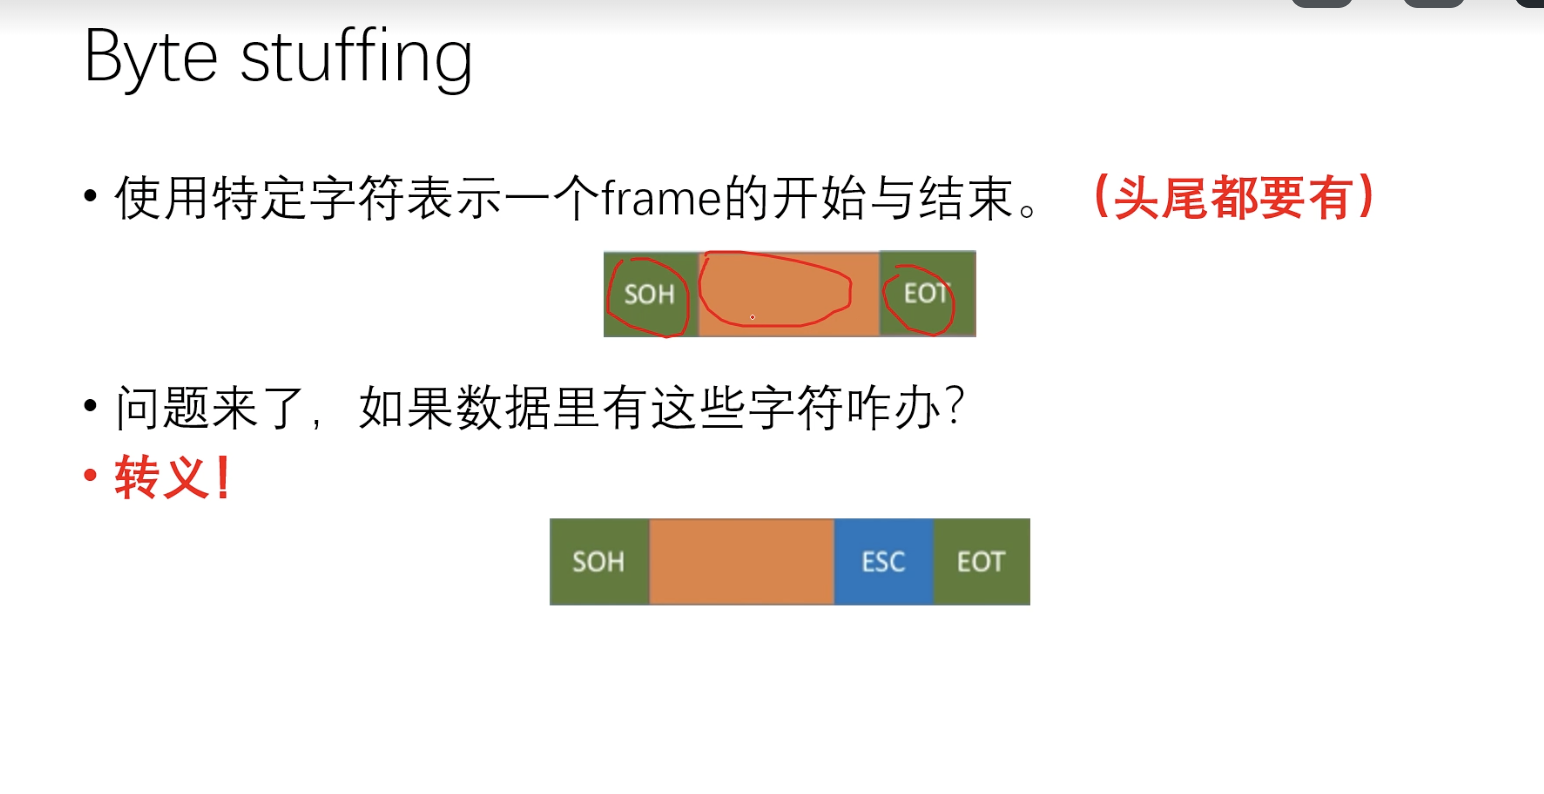 Byte stuffing
• 使用特定字符表示一个frame的开始与结束。（头尾都要有）
SOH EOT
• 问题来了，如果数据里有这些字符咋办？
• 转义！
SOH ESC EOT